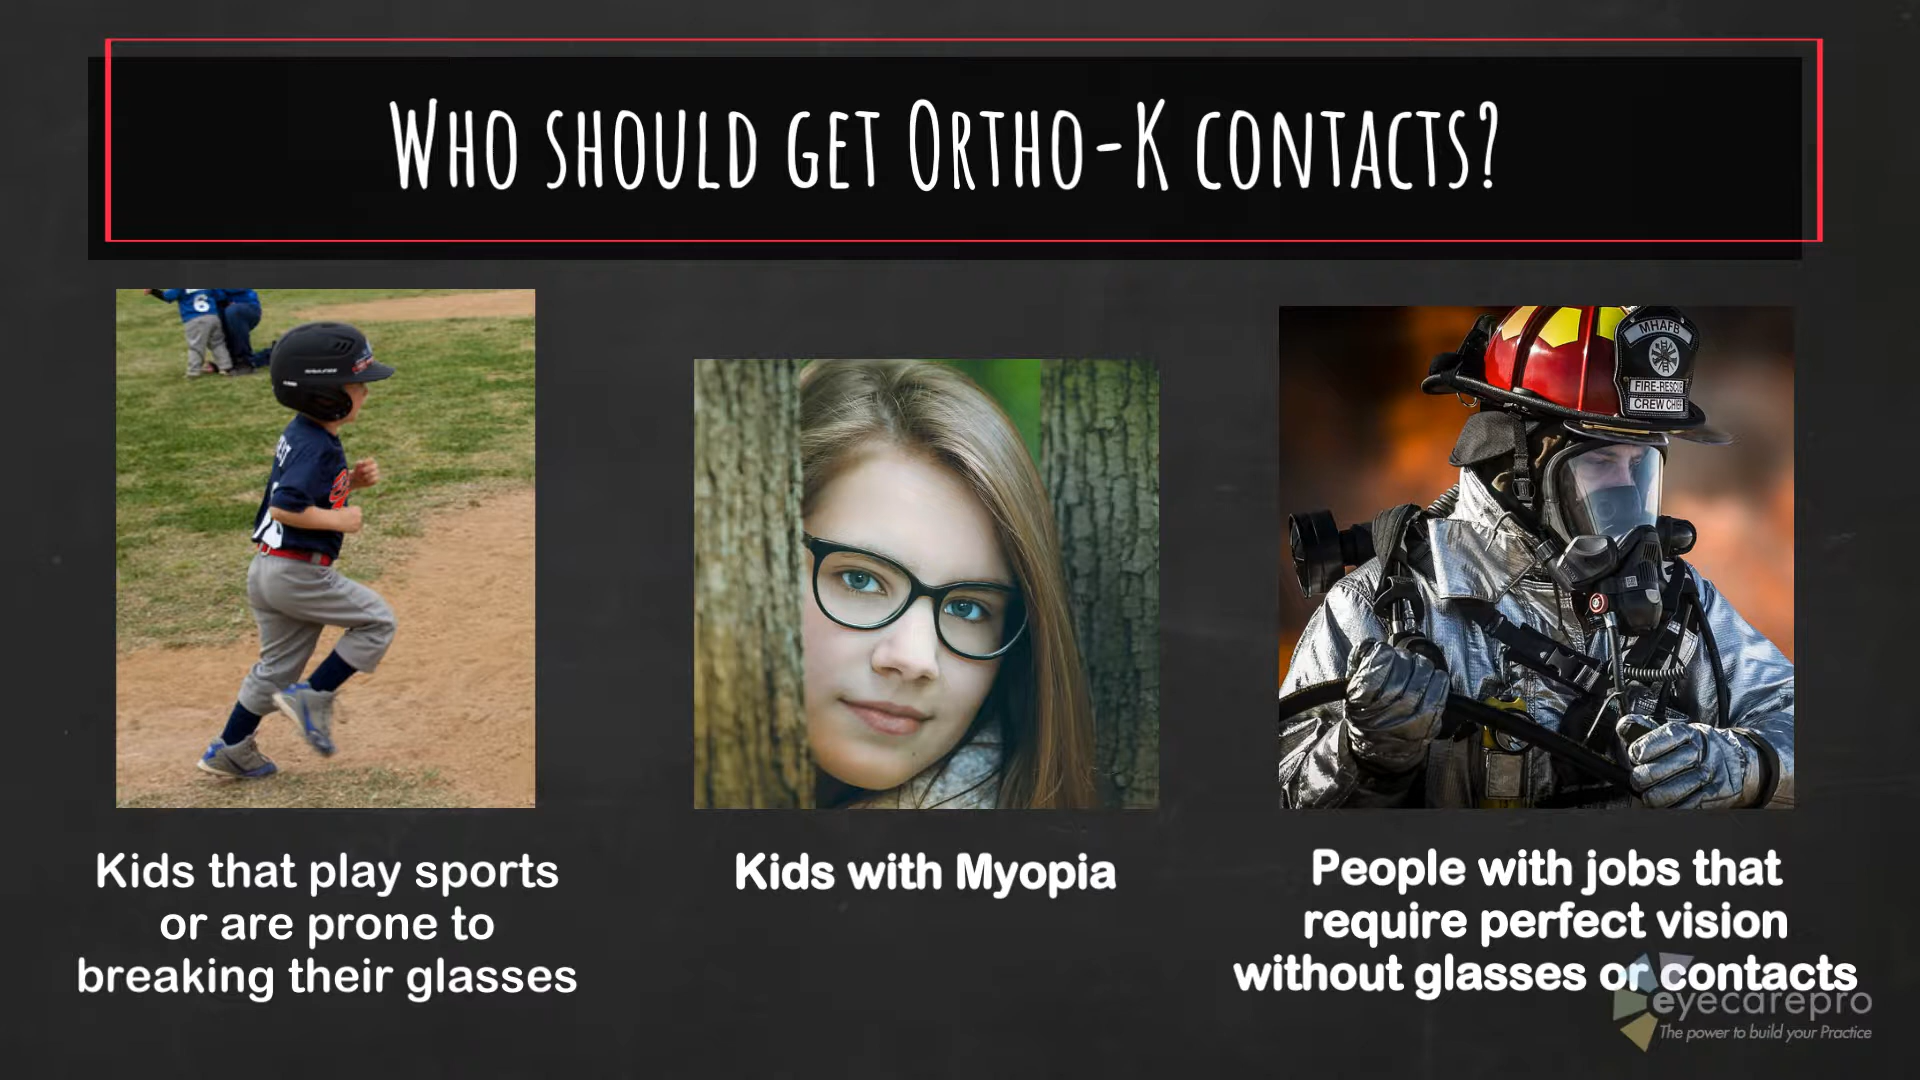 Who should get Ortho-K contacts?
6
MHAFB
FIRE-RESCUE
CREW CHIEF
Kids that play sports
or are prone to
breaking their glasses
Kids with Myopia
People with jobs that
require perfect vision
without glasses or contacts
eyecarepro
The power to build your Practice